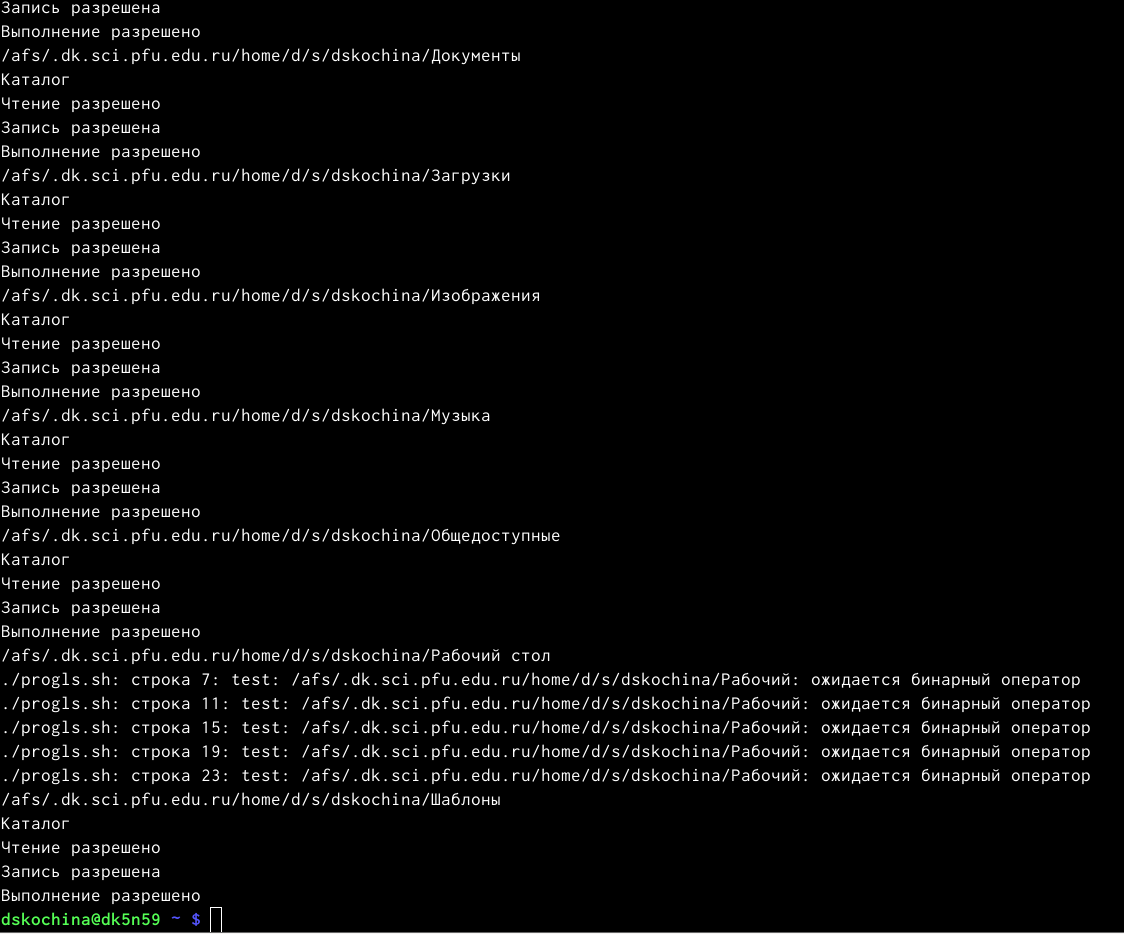 Запись разрешена
Выполнение разрешено
/afs/.dk.sci.pfu.edu.ru/home/d/s/dskochina/Документы
Каталог
Чтение разрешено
Запись разрешена
Выполнение разрешено
/afs/.dk.sci.pfu.edu.ru/home/d/s/dskochina/Загрузки
Каталог
Чтение разрешено
Запись разрешена
Выполнение разрешено
/afs/.dk.sci.pfu.edu.ru/home/d/s/dskochina/Изображения
Каталог
Чтение разрешено
Запись разрешена
Выполнение разрешено
/afs/.dk.sci.pfu.edu.ru/home/d/s/dskochina/Музыка
Каталог
Чтение разрешено
Запись разрешена
Выполнение разрешено
/afs/.dk.sci.pfu.edu.ru/home/d/s/dskochina/Общедоступные
Каталог
Чтение разрешено
Запись разрешена
Выполнение разрешено
/afs/.dk.sci.pfu.edu.ru/home/d/s/dskochina/Рабочий стол
./progls.sh: строка 7: test: /afs/.dk.sci.pfu.edu.ru/home/d/s/dskochina/Рабочий: ожидается бинарный оператор
./progls.sh: строка 11: test: /afs/.dk.sci.pfu.edu.ru/home/d/s/dskochina/Рабочий: ожидается бинарный оператор
./progls.sh: строка 15: test: /afs/.dk.sci.pfu.edu.ru/home/d/s/dskochina/Рабочий: ожидается бинарный оператор
./progls.sh: строка 19: test: /afs/.dk.sci.pfu.edu.ru/home/d/s/dskochina/Рабочий: ожидается бинарный оператор
./progls.sh: строка 23: test: /afs/.dk.sci.pfu.edu.ru/home/d/s/dskochina/Рабочий: ожидается бинарный оператор
/afs/.dk.sci.pfu.edu.ru/home/d/s/dskochina/Шаблоны
Каталог
Чтение разрешено
Запись разрешена
Выполнение разрешено
dskochina@dk5n59 ~ $